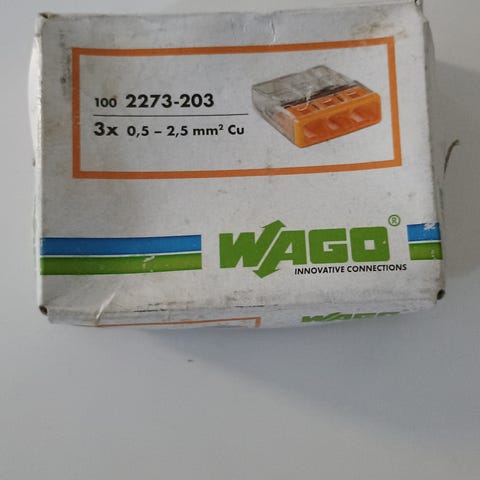 100 2273-203
3x 0,5 – 2,5 mm² Cu
WAGO®
INNOVATIVE CONNECTIONS
WAGO